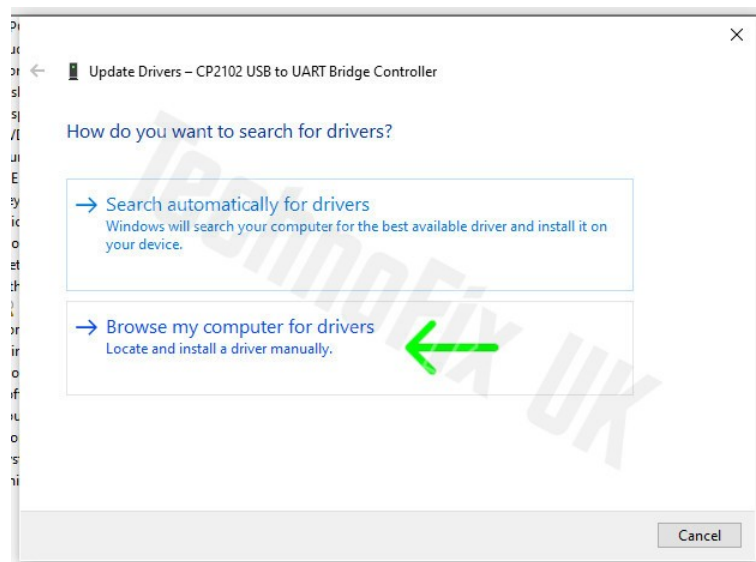 Update Drivers – CP2102 USB to UART Bridge Controller
How do you want to search for drivers?
Search automatically for drivers
Windows will search your computer for the best available driver and install it on
your device.
Browse my computer for drivers
Locate and install a driver manually.
TechnoFix UK
Cancel